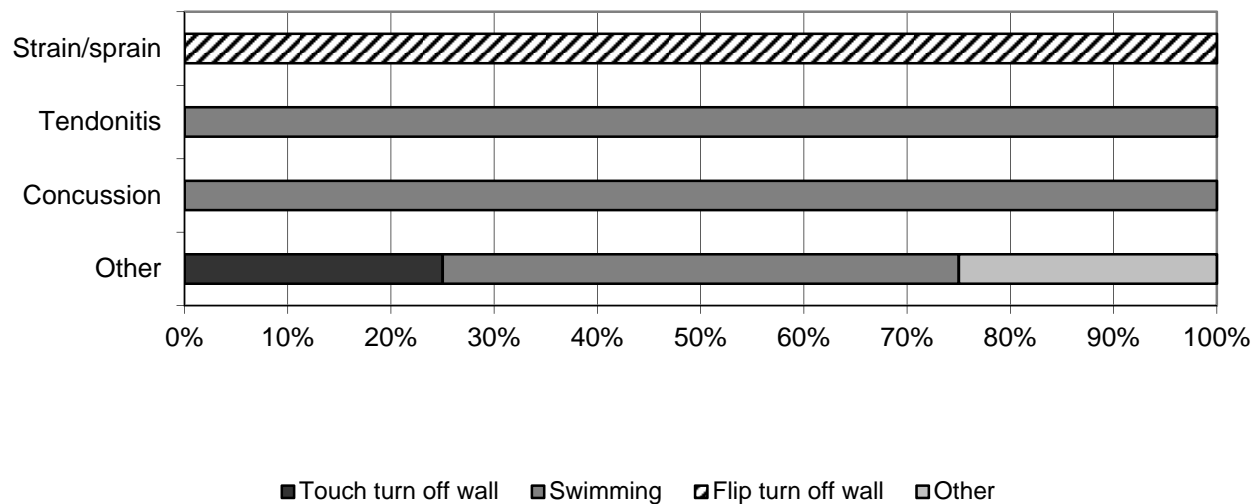 Strain/sprain
Tendonitis
Concussion
Other
0% 10% 20% 30% 40% 50% 60% 70% 80% 90% 100%
Touch turn off wall Swimming Flip turn off wall Other